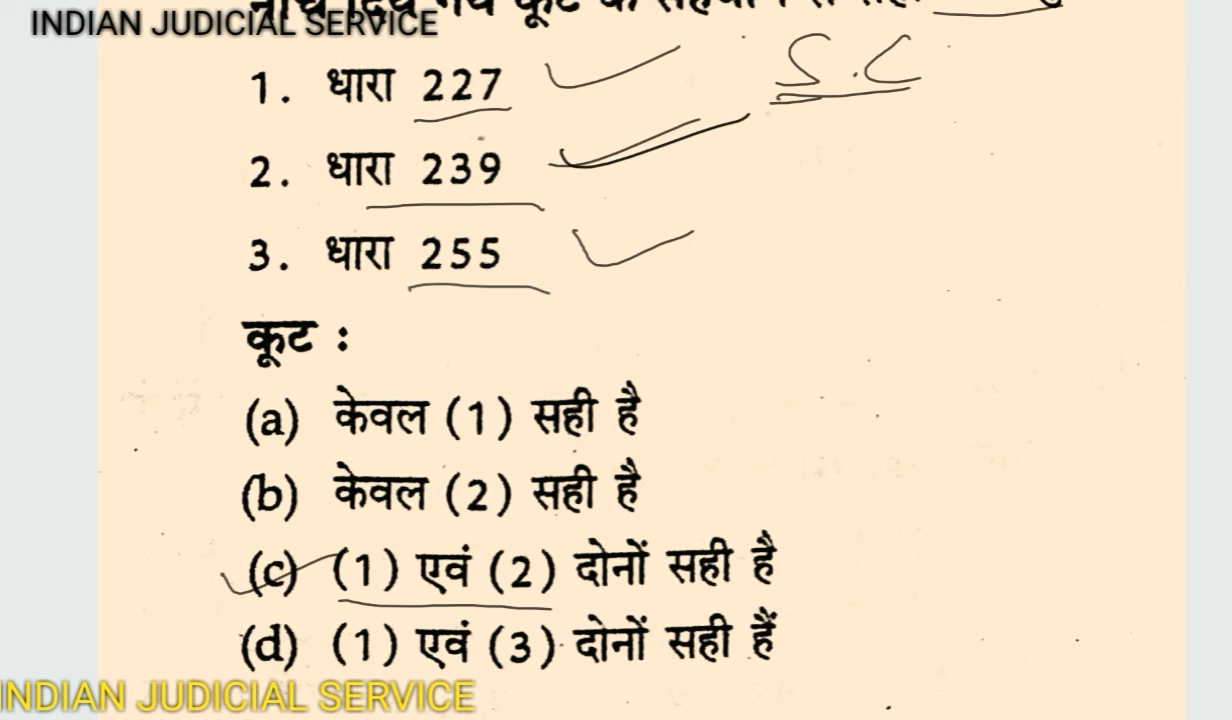 INDIAN JUDICIAL SERVICE
1. धारा 227
S.C
2. धारा 239
3. धारा 255
कूट :
(a) केवल (1) सही है
(b) केवल (2) सही है
(c) (1) एवं (2) दोनों सही है
(d) (1) एवं (3) दोनों सही हैं
INDIAN JUDICIAL SERVICE